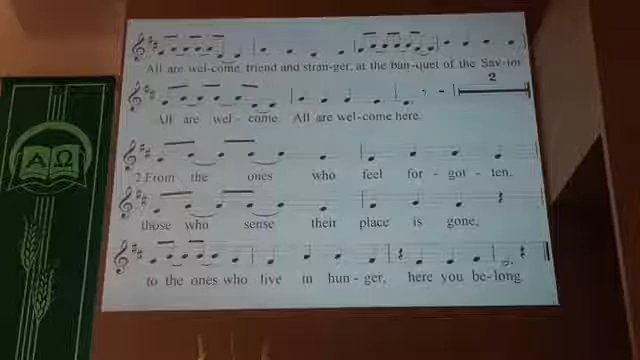 All are wel-come, friend and stran-ger, at the ban-quet of the Sav-ior.
2
All are wel - come. All are wel-come here.
2.From the ones who feel for - got - ten,
those who sense their place is gone,
to the ones who live in hun - ger, here you be-long.
Α Ω